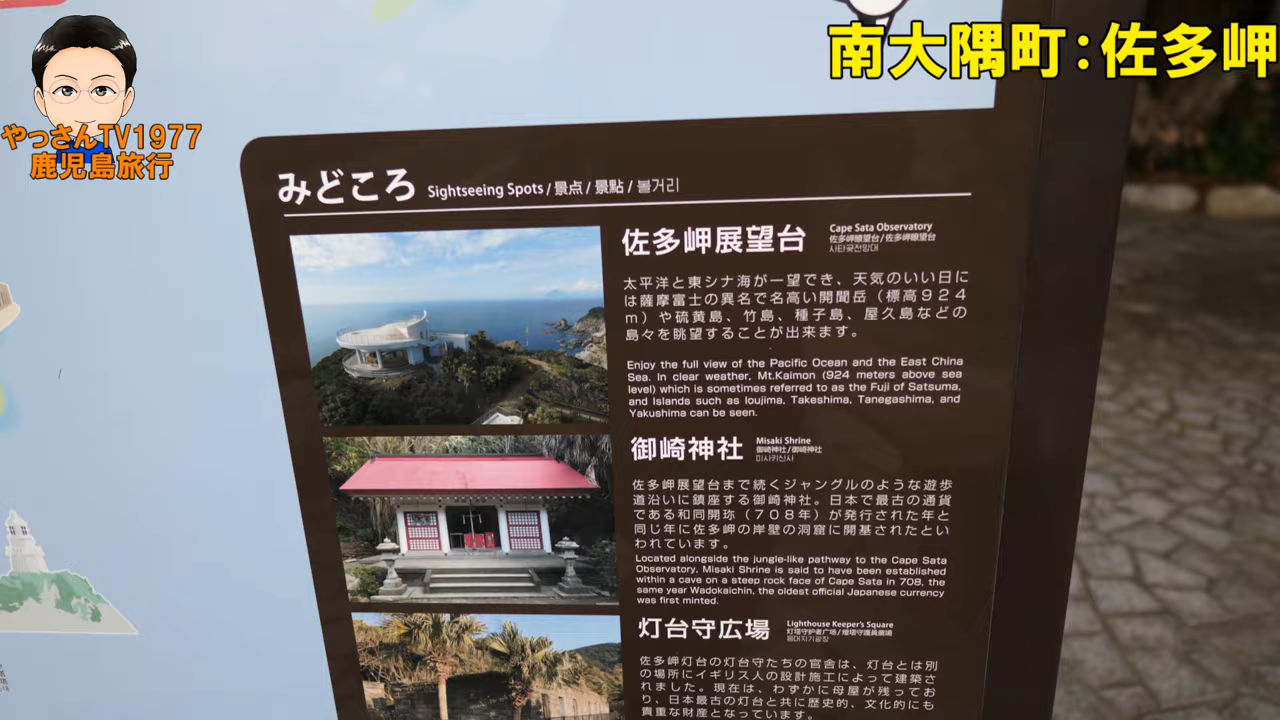 南大隅町:佐多岬
やっさんTV1977
鹿児島旅行
みどころ Sightseeing Spots / 景点 / 景點 / 볼거리
佐多岬展望台
Cape Sata Observatory
佐多岬瞭望台/佐多岬瞭望台
사타곶전망대
太平洋と東シナ海が一望でき、天気のいい日に
は薩摩富士の異名で名高い開聞岳(標高924
m)や硫黄島、竹島、種子島、屋久島などの
島々を眺望することが出来ます。
Enjoy the full view of the Pacific Ocean and the East China
Sea. In clear weather, Mt.Kaimon (924 meters above sea
level) which is sometimes referred to as the Fuji of Satsuma,
and Islands such as Ioujima, Takeshima, Tanegashima, and
Yakushima can be seen.
御崎神社
Misaki Shrine
御崎神社/御崎神社
미사키신사
佐多岬展望台まで続くジャングルのような遊歩
道沿いに鎮座する御崎神社。日本で最古の通貨
である和同開珎(708年)が発行された年と
同じ年に佐多岬の岸壁の洞窟に開基されたとい
われています。
Located alongside the jungle-like pathway to the Cape Sata
Observatory, Misaki Shrine is said to have been established
within a cave on a steep rock face of Cape Sata in 708, the
same year Wadokaichin, the oldest official Japanese currency
was first minted.
灯台守広場
Lighthouse Keeper's Square
佐多岬灯台の灯台守たちの官舎は、灯台とは別
の場所にイギリス人の設計施工によって建築さ
れました。現在は、わずかに母屋が残ってお
り、日本最古の灯台と共に歴史的、文化的にも
貴重な財産となっています。